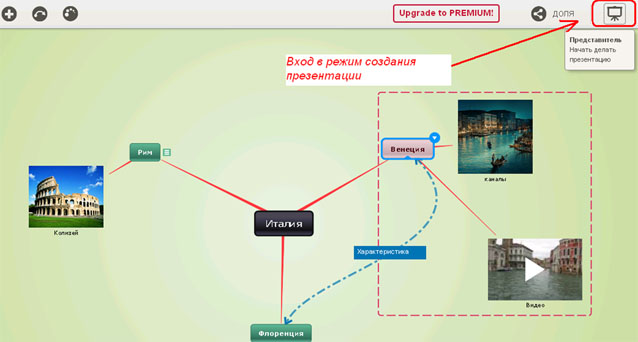 Upgrade to PREMIUM!
ДОЛЯ
Представитель
Начать делать
презентацию
Вход в режим создания
презентации
Рим
Венеция
каналы
Колизей
Италия
Характеристика
Видео
Флоренция